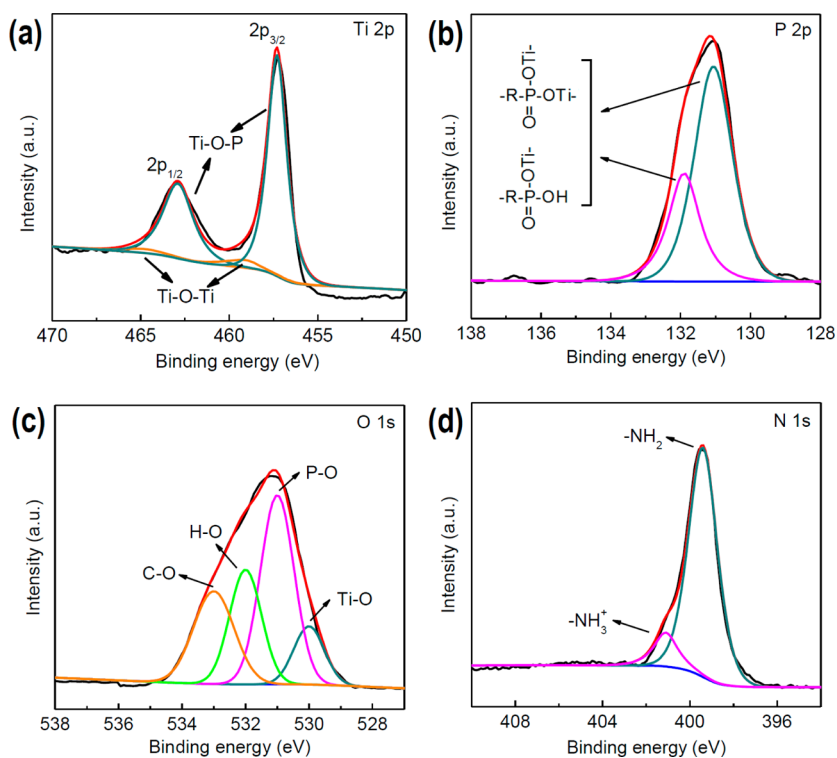 (a)
Ti 2p
2p3/2
Ti-O-P
2p1/2
Ti-O-Ti
Intensity (a.u.)
470 465 460 455 450
Binding energy (eV)
(b)
P 2p
OTi-
-R-P-OTi-
O
OTi-
-R-P-OH
O
Intensity (a.u.)
138 136 134 132 130 128
Binding energy (eV)
(c)
O 1s
P-O
H-O
C-O
Ti-O
Intensity (a.u.)
538 536 534 532 530 528
Binding energy (eV)
(d)
N 1s
-NH2
-NH3+
Intensity (a.u.)
408 404 400 396
Binding energy (eV)